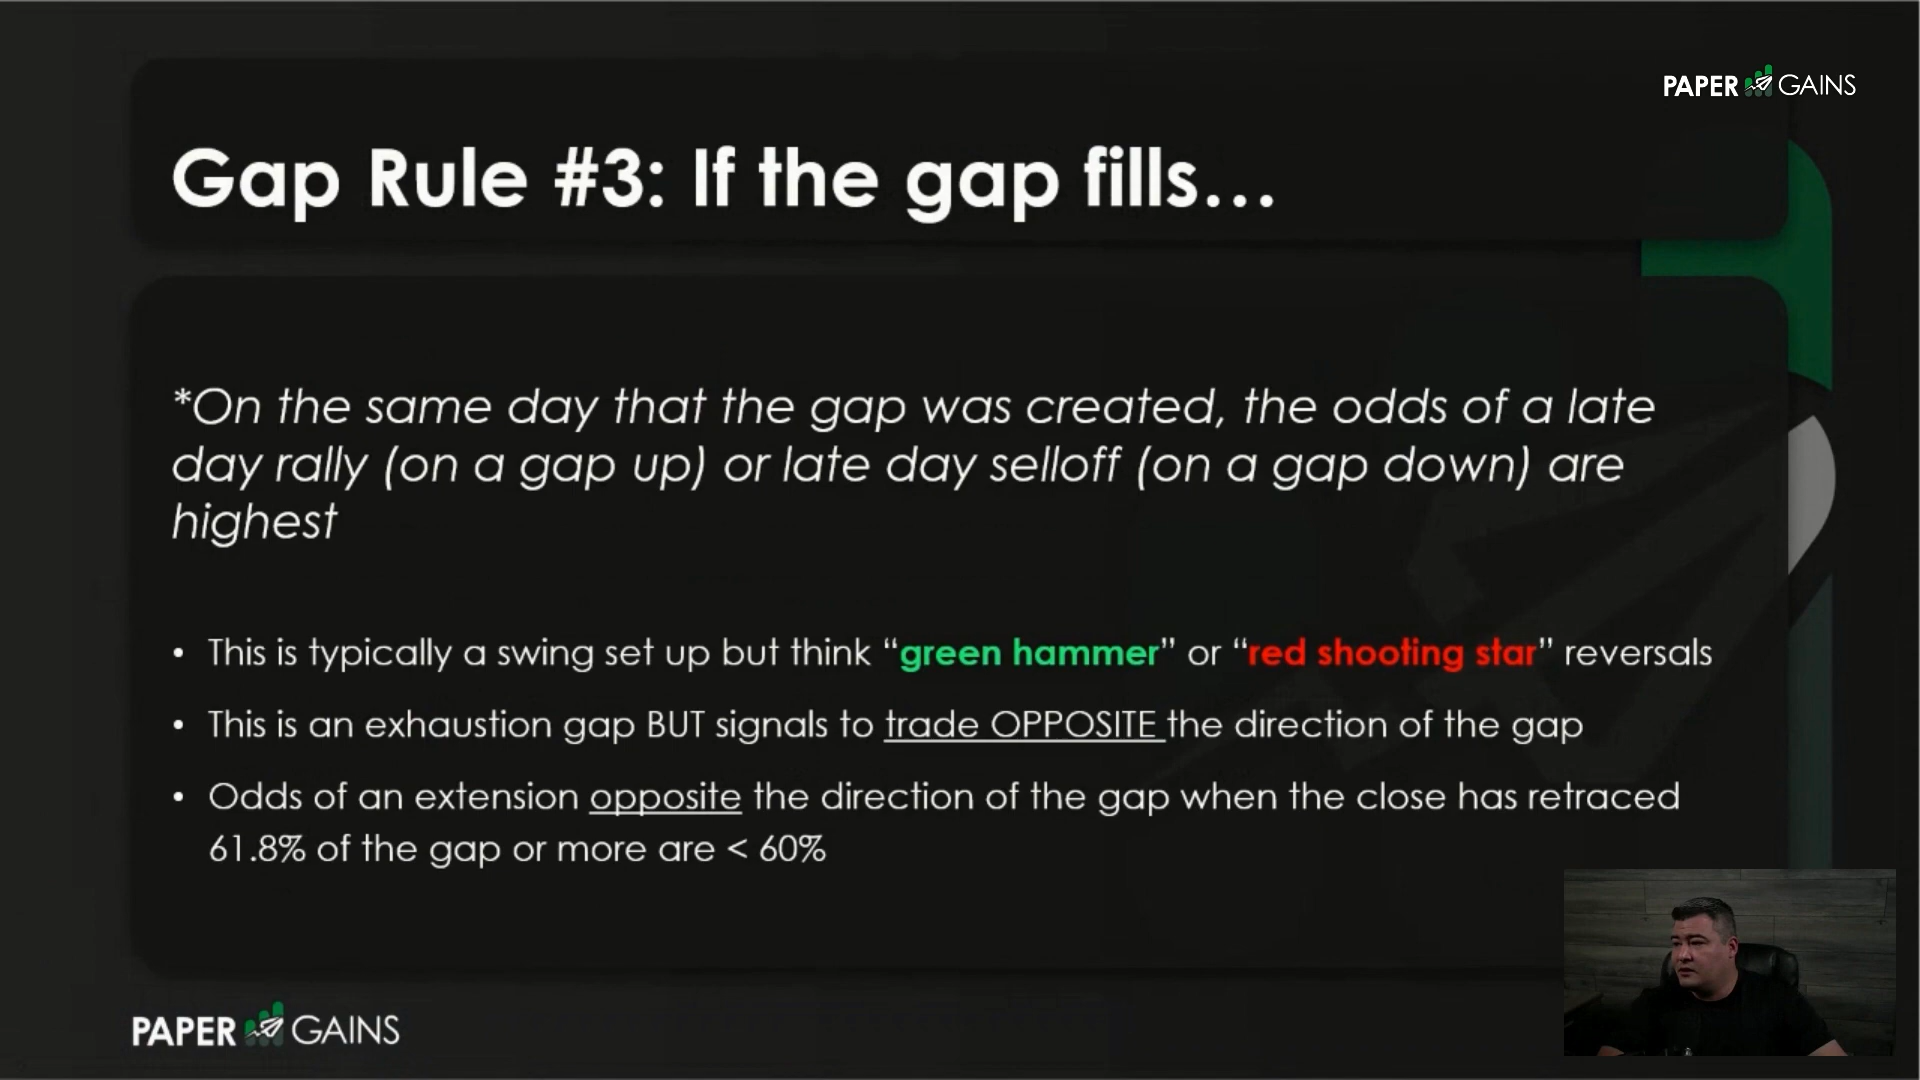 PAPER GAINS
Gap Rule #3: If the gap fills…
*On the same day that the gap was created, the odds of a late
day rally (on a gap up) or late day selloff (on a gap down) are
highest
• This is typically a swing set up but think “green hammer” or “red shooting star” reversals
• This is an exhaustion gap BUT signals to trade OPPOSITE the direction of the gap
• Odds of an extension opposite the direction of the gap when the close has retraced
61.8% of the gap or more are < 60%
PAPER GAINS